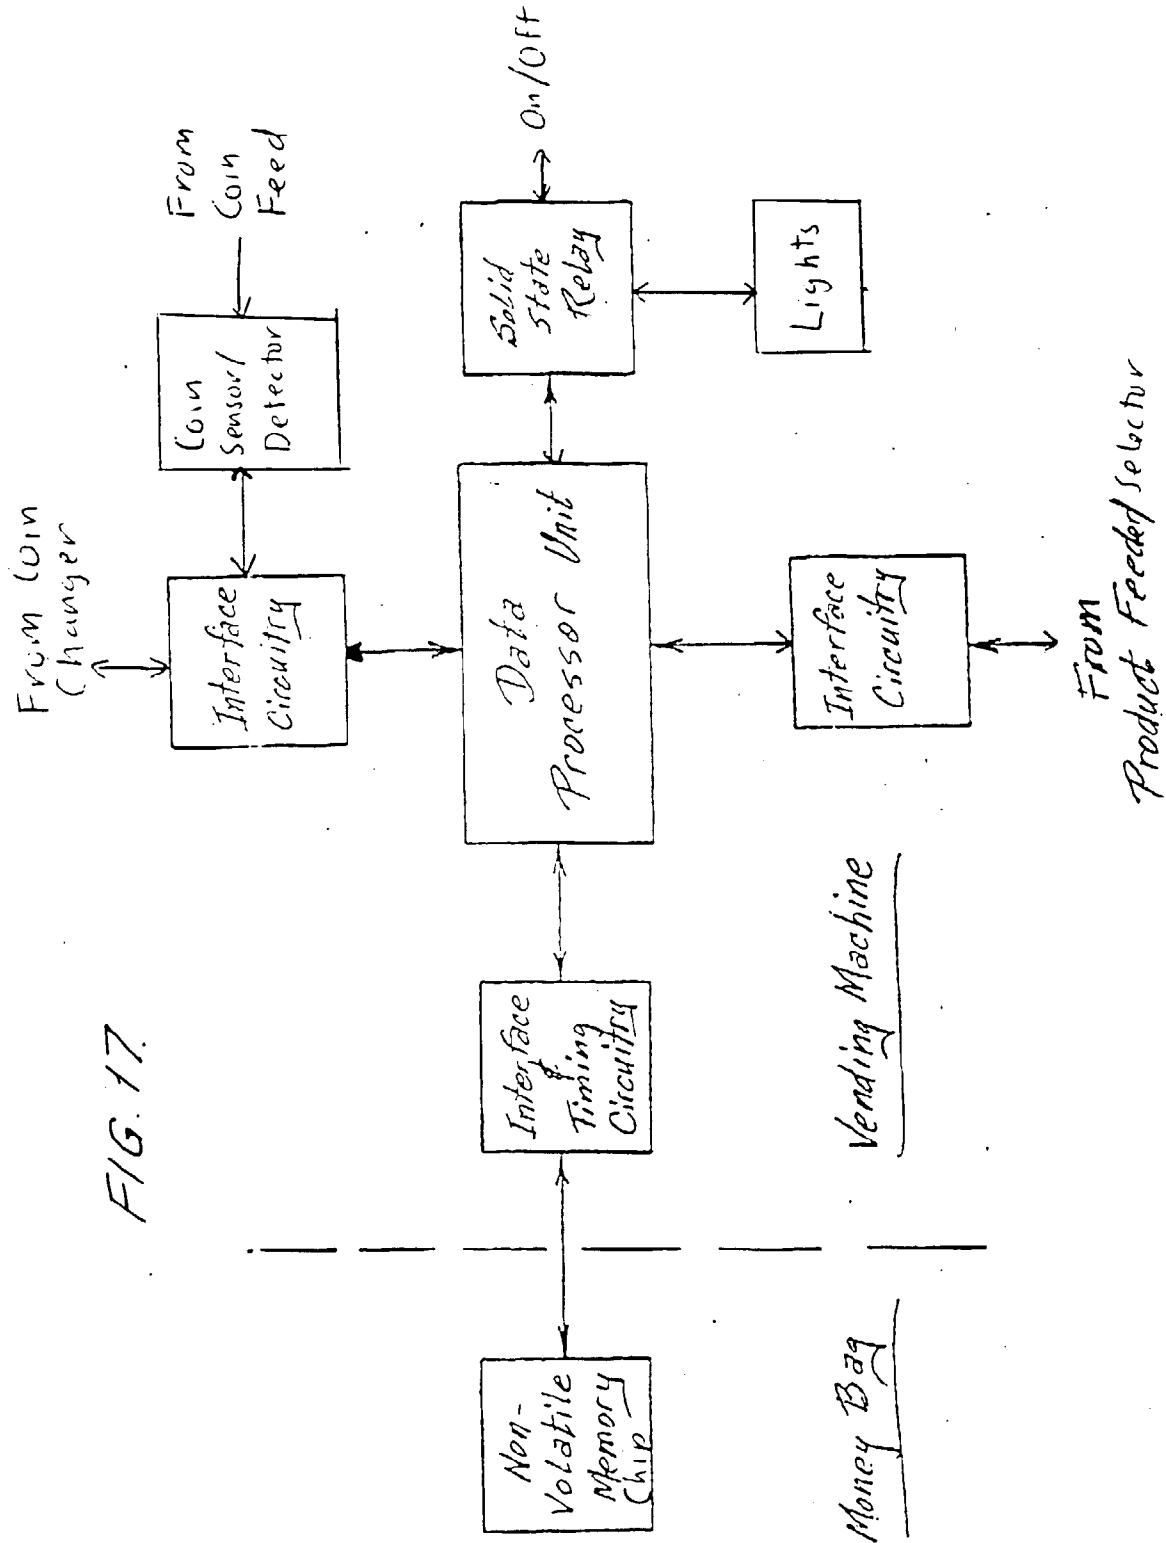 FIG. 17.
From Coin
Changer
From
Coin
Feed
Interface
Circuitry
Coin
Sensor/
Detector
Non-
Volatile
Memory
Chip
Interface
&
Timing
Circuitry
Data
Processor Unit
Solid
State
Relay
On/Off
Interface
Circuitry
Lights
Money Bag
Vending Machine
From
Product Feeder/selector